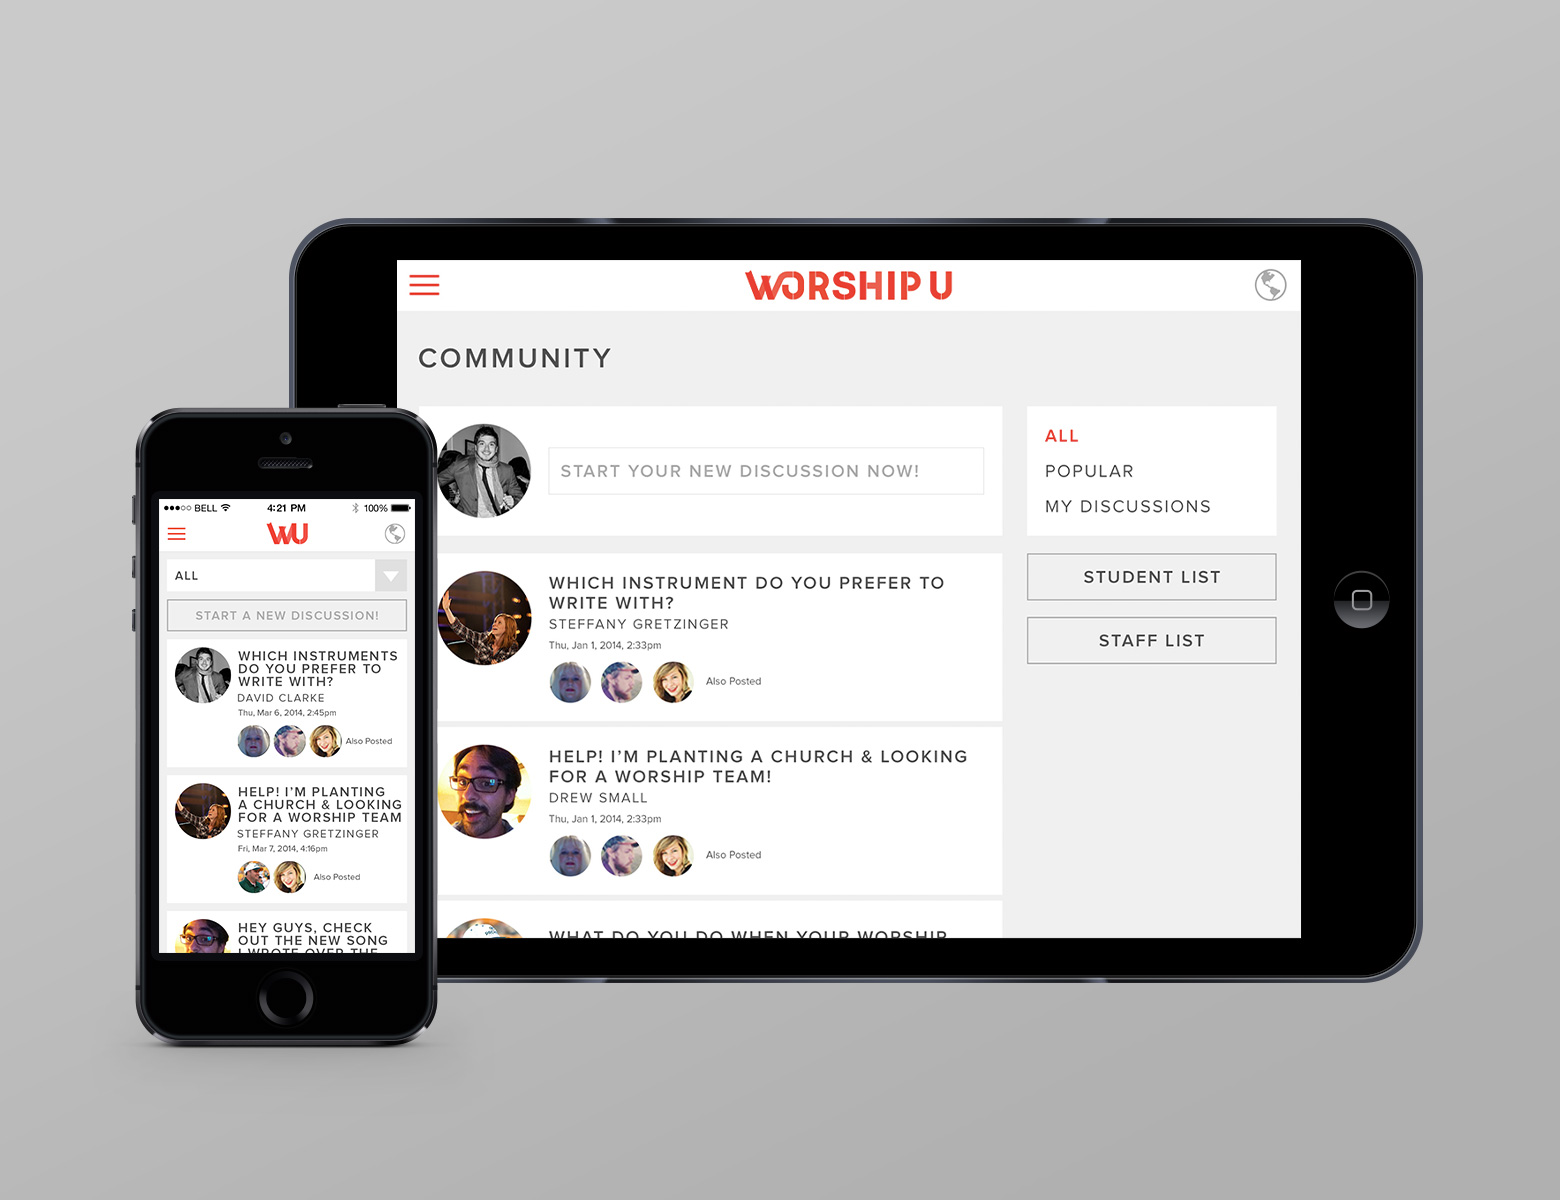 WORSHIP U
COMMUNITY
START YOUR NEW DISCUSSION NOW!
WHICH INSTRUMENT DO YOU PREFER TO
WRITE WITH?
STEFFANY GRETZINGER
Thu, Jan 1, 2014, 2:33pm
Also Posted
HELP! I'M PLANTING A CHURCH & LOOKING
FOR A WORSHIP TEAM!
DREW SMALL
Thu, Jan 1, 2014, 2:33pm
Also Posted
WHAT DO YOU DO WHEN YOUR WORSHIP
ALL
POPULAR
MY DISCUSSIONS
STUDENT LIST
STAFF LIST
BELL 4:21 PM 100%
WU
ALL
START A NEW DISCUSSION!
WHICH INSTRUMENTS
DO YOU PREFER TO
WRITE WITH?
DAVID CLARKE
Thu, Mar 6, 2014, 2:45pm
Also Posted
HELP! I'M PLANTING
A CHURCH & LOOKING
FOR A WORSHIP TEAM
STEFFANY GRETZINGER
Fri, Mar 7, 2014, 4:16pm
Also Posted
HEY GUYS, CHECK
OUT THE NEW SONG
I WROTE OVER THE